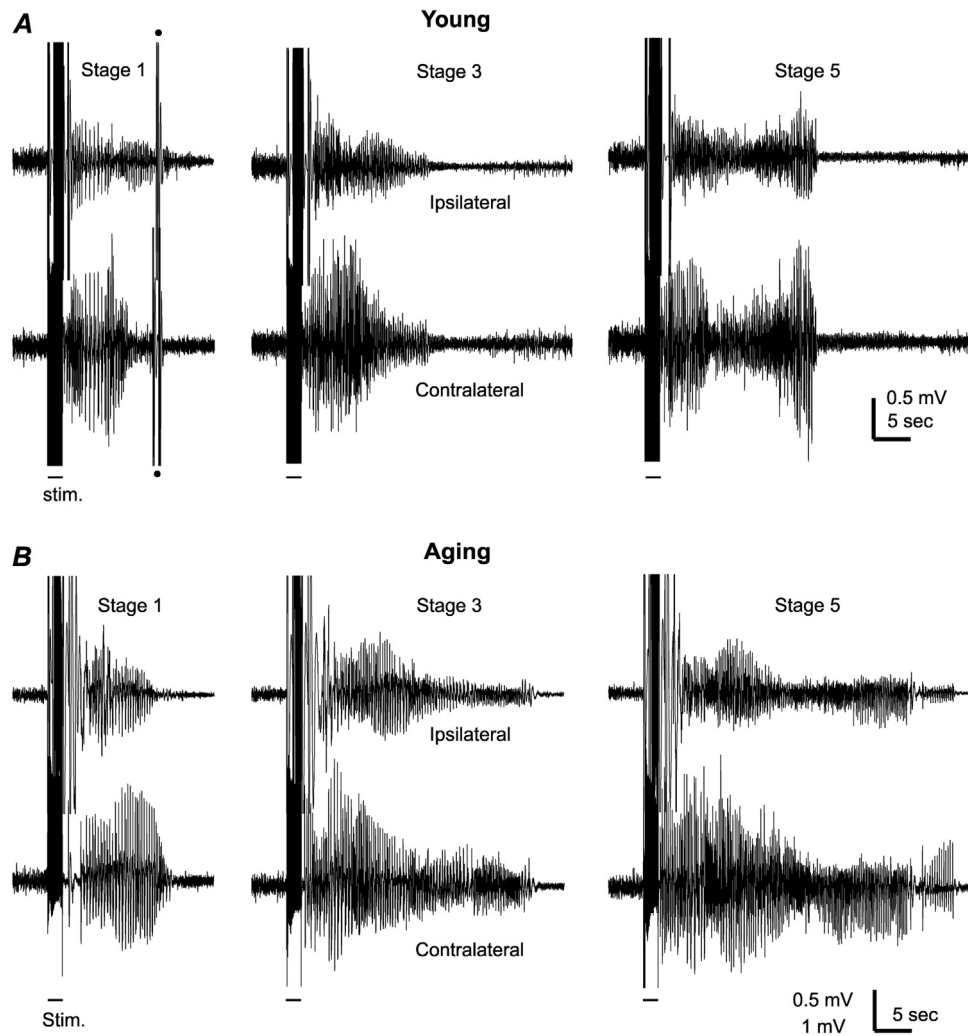 A
Young
Stage 1
Stage 3
Stage 5
Ipsilateral
Contralateral
0.5 mV
5 sec
stim.
B
Aging
Stage 1
Stage 3
Stage 5
Ipsilateral
Contralateral
0.5 mV
5 sec
1 mV
Stim.